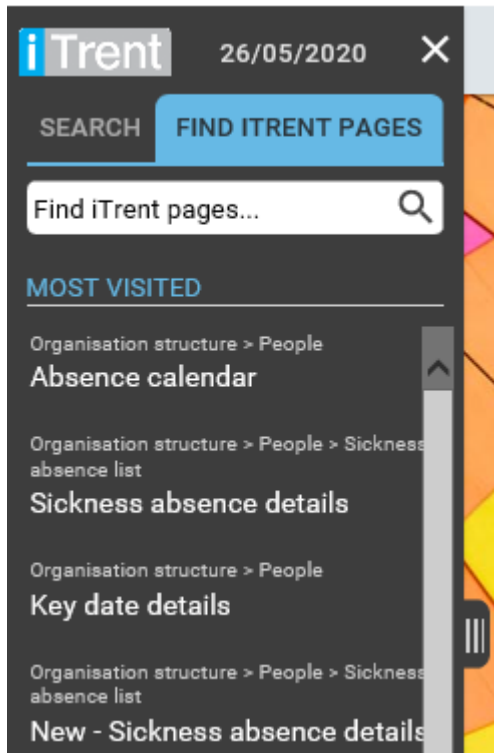 iTrent 26/05/2020
SEARCH FIND ITRENT PAGES
Find iTrent pages...
MOST VISITED
Organisation structure > People
Absence calendar
Organisation structure > People > Sickness
absence list
Sickness absence details
Organisation structure > People
Key date details
Organisation structure > People > Sickness
absence list
New - Sickness absence details